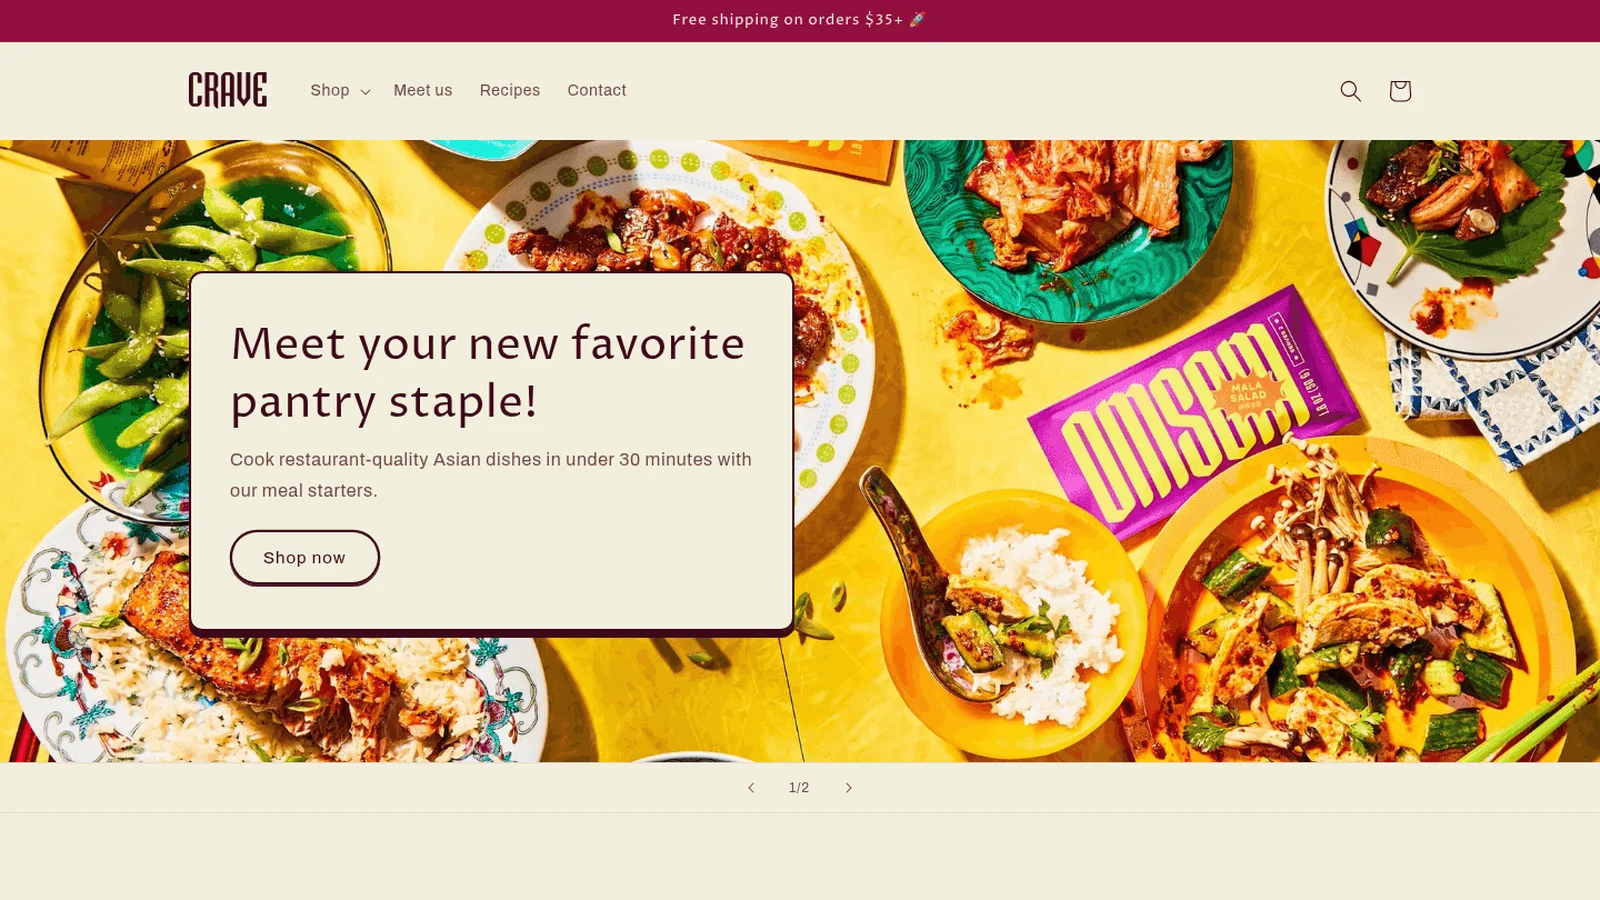 Free shipping on orders $35+ 🚀
CRAVE
Shop
Meet us
Recipes
Contact
Meet your new favorite
pantry staple!
Cook restaurant-quality Asian dishes in under 30 minutes with
our meal starters.
Shop now
OMSOM
MALA
SALAD
1/2